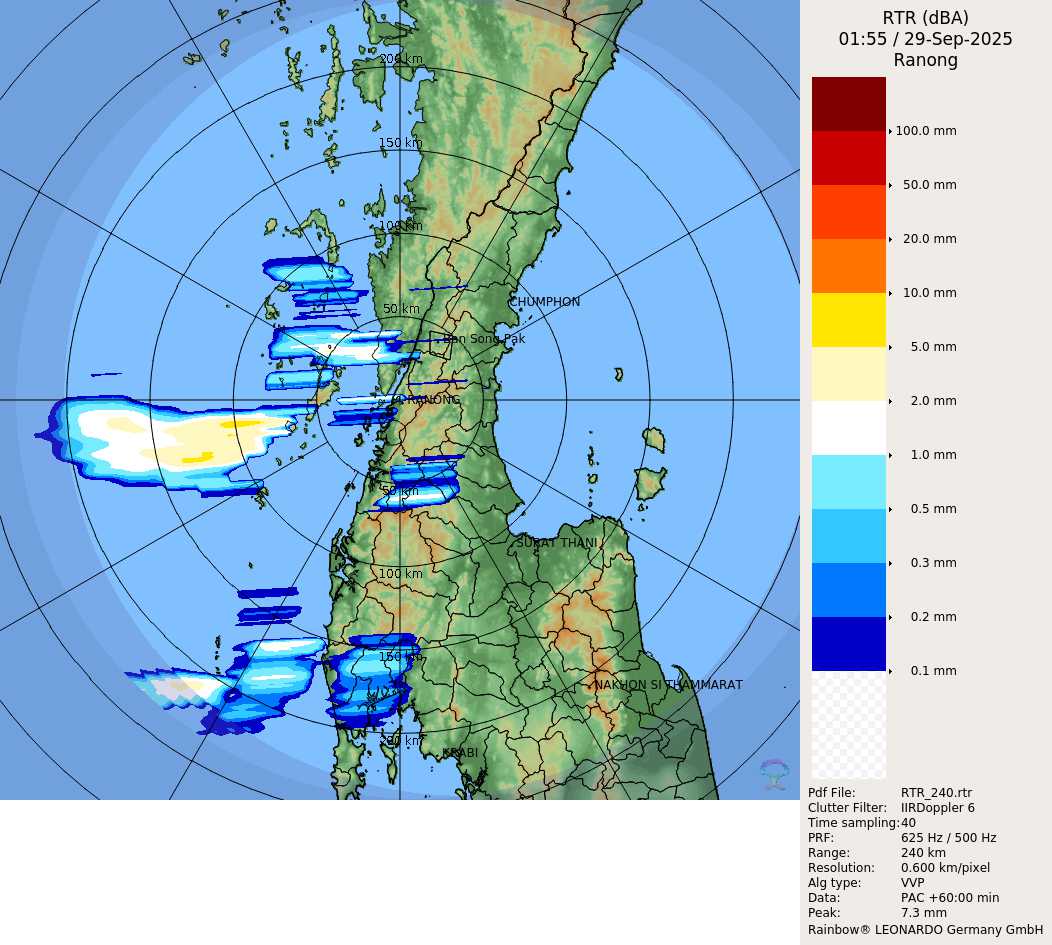 RTR (dBA)
01:55 / 29-Sep-2025
Ranong
100.0 mm
50.0 mm
20.0 mm
10.0 mm
5.0 mm
2.0 mm
1.0 mm
0.5 mm
0.3 mm
0.2 mm
0.1 mm
Pdf File: RTR_240.rtr
Clutter Filter: IIRDoppler 6
Time sampling: 40
PRF: 625 Hz / 500 Hz
Range: 240 km
Resolution: 0.600 km/pixel
Alg type: VVP
Data: PAC +60:00 min
Peak: 7.3 mm
Rainbow® LEONARDO Germany GmbH
200 km
150 km
100 km
50 km
CHUMPHON
Ban Song Pak
RANONG
50 km
SURAT THANI
100 km
150 km
NAKHON SI THAMMARAT
200 km
KRABI